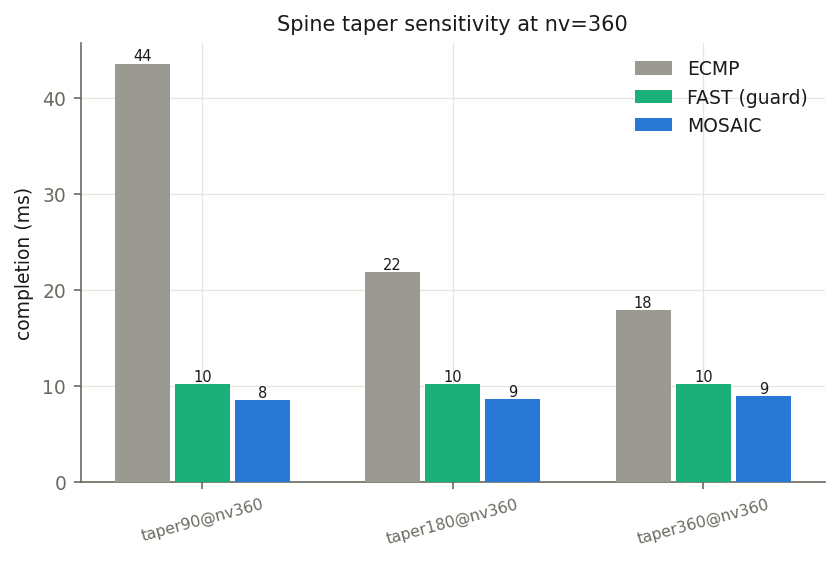 Spine taper sensitivity at nv=360
ECMP
FAST (guard)
MOSAIC
completion (ms)
40
30
20
10
0
44
10
8
22
10
9
18
10
9
taper90@nv360
taper180@nv360
taper360@nv360